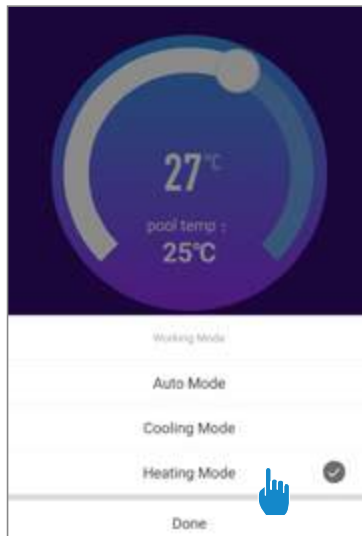 27°C
pool temp :
25°C
Working Mode
Auto Mode
Cooling Mode
Heating Mode
Done